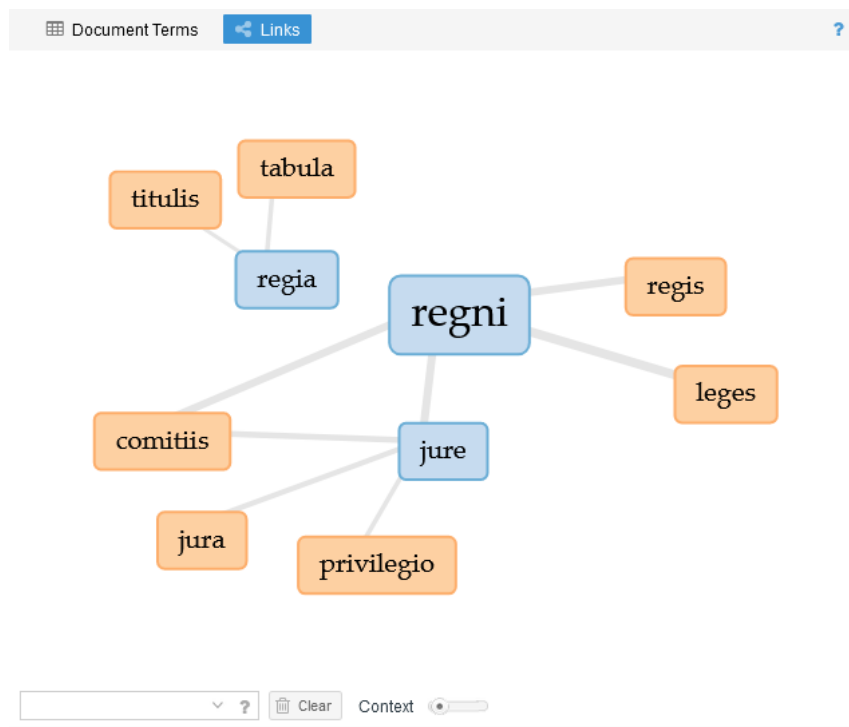 Document Terms Links ?
tabula
titulis
regia
regni
regis
leges
comitiis
jure
jura
privilegio
? Clear Context